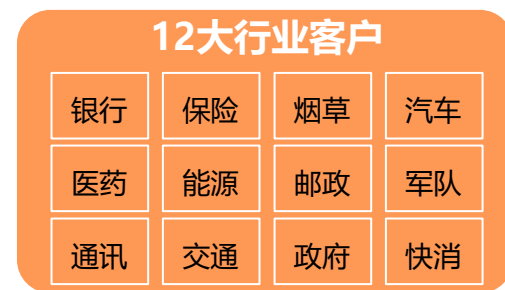 12大行业客户
银行 保险 烟草 汽车
医药 能源 邮政 军队
通讯 交通 政府 快消